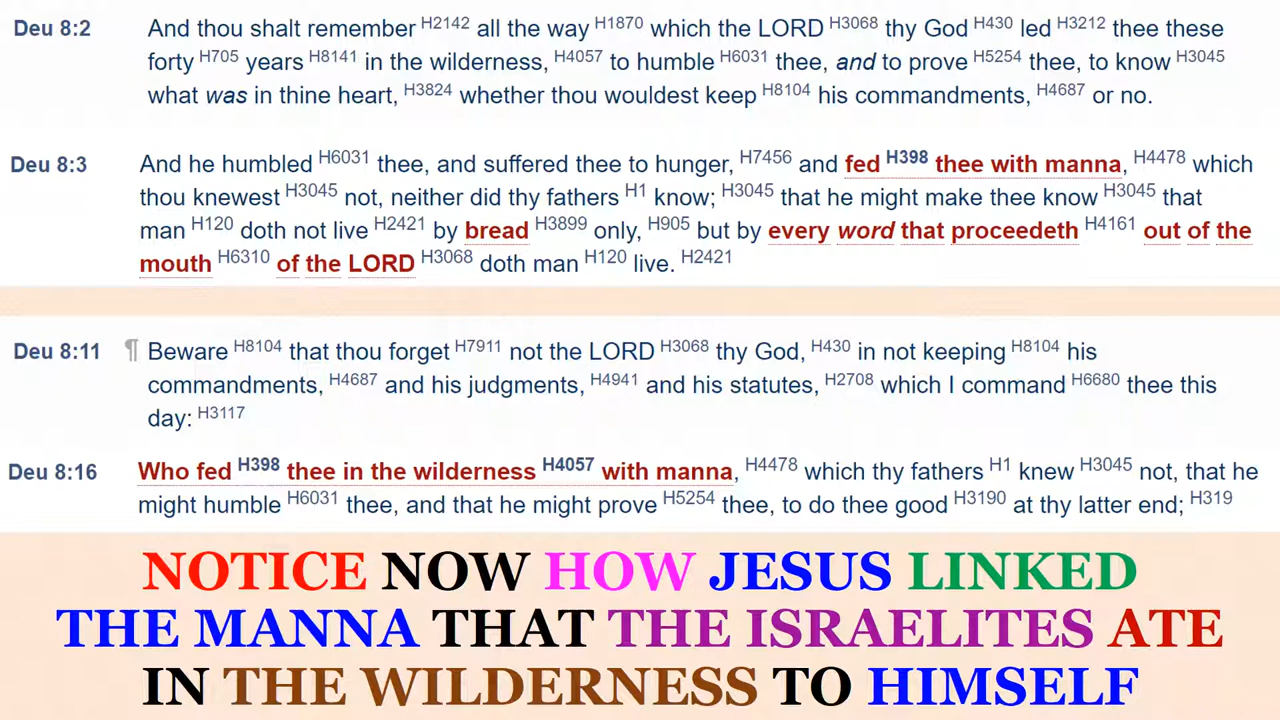 Deu 8:2 And thou shalt remember H2142 all the way H1870 which the LORD H3068 thy God H430 led H3212 thee these
forty H705 years H8141 in the wilderness, H4057 to humble H6031 thee, and to prove H5254 thee, to know H3045
what was in thine heart, H3824 whether thou wouldest keep H8104 his commandments, H4687 or no.
Deu 8:3 And he humbled H6031 thee, and suffered thee to hunger, H7456 and fed H398 thee with manna, H4478 which
thou knewest H3045 not, neither did thy fathers H1 know; H3045 that he might make thee know H3045 that
man H120 doth not live H2421 by bread H3899 only, H905 but by every word that proceedeth H4161 out of the
mouth H6310 of the LORD H3068 doth man H120 live. H2421
Deu 8:11 ¶ Beware H8104 that thou forget H7911 not the LORD H3068 thy God, H430 in not keeping H8104 his
commandments, H4687 and his judgments, H4941 and his statutes, H2708 which I command H6680 thee this
day: H3117
Deu 8:16 Who fed H398 thee in the wilderness H4057 with manna, H4478 which thy fathers H1 knew H3045 not, that he
might humble H6031 thee, and that he might prove H5254 thee, to do thee good H3190 at thy latter end; H319
NOTICE NOW HOW JESUS LINKED
THE MANNA THAT THE ISRAELITES ATE
IN THE WILDERNESS TO HIMSELF